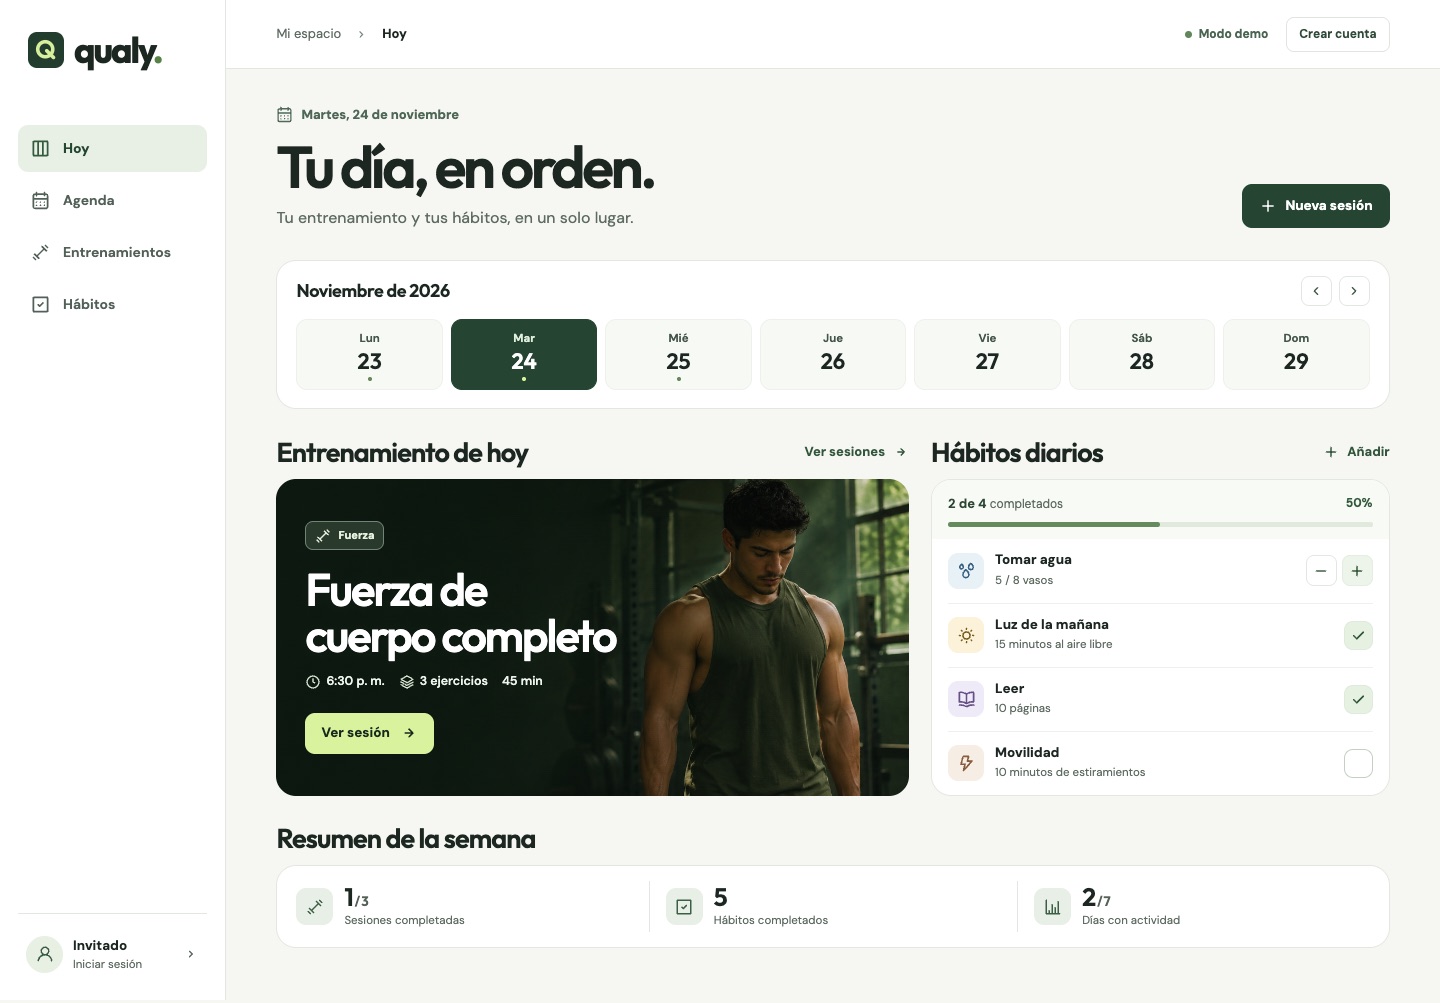 Q qualy.
Hoy
Agenda
Entrenamientos
Hábitos
Invitado
Iniciar sesión
Mi espacio › Hoy
Modo demo
Crear cuenta
Martes, 24 de noviembre
Tu día, en orden.
Tu entrenamiento y tus hábitos, en un solo lugar.
+ Nueva sesión
Noviembre de 2026
Lun
23
Mar
24
Mié
25
Jue
26
Vie
27
Sáb
28
Dom
29
Entrenamiento de hoy
Ver sesiones →
Fuerza
Fuerza de
cuerpo completo
6:30 p. m. 3 ejercicios 45 min
Ver sesión →
Hábitos diarios
+ Añadir
2 de 4 completados 50%
Tomar agua
5 / 8 vasos
Luz de la mañana
15 minutos al aire libre
Leer
10 páginas
Movilidad
10 minutos de estiramientos
Resumen de la semana
1/3
Sesiones completadas
5
Hábitos completados
2/7
Días con actividad